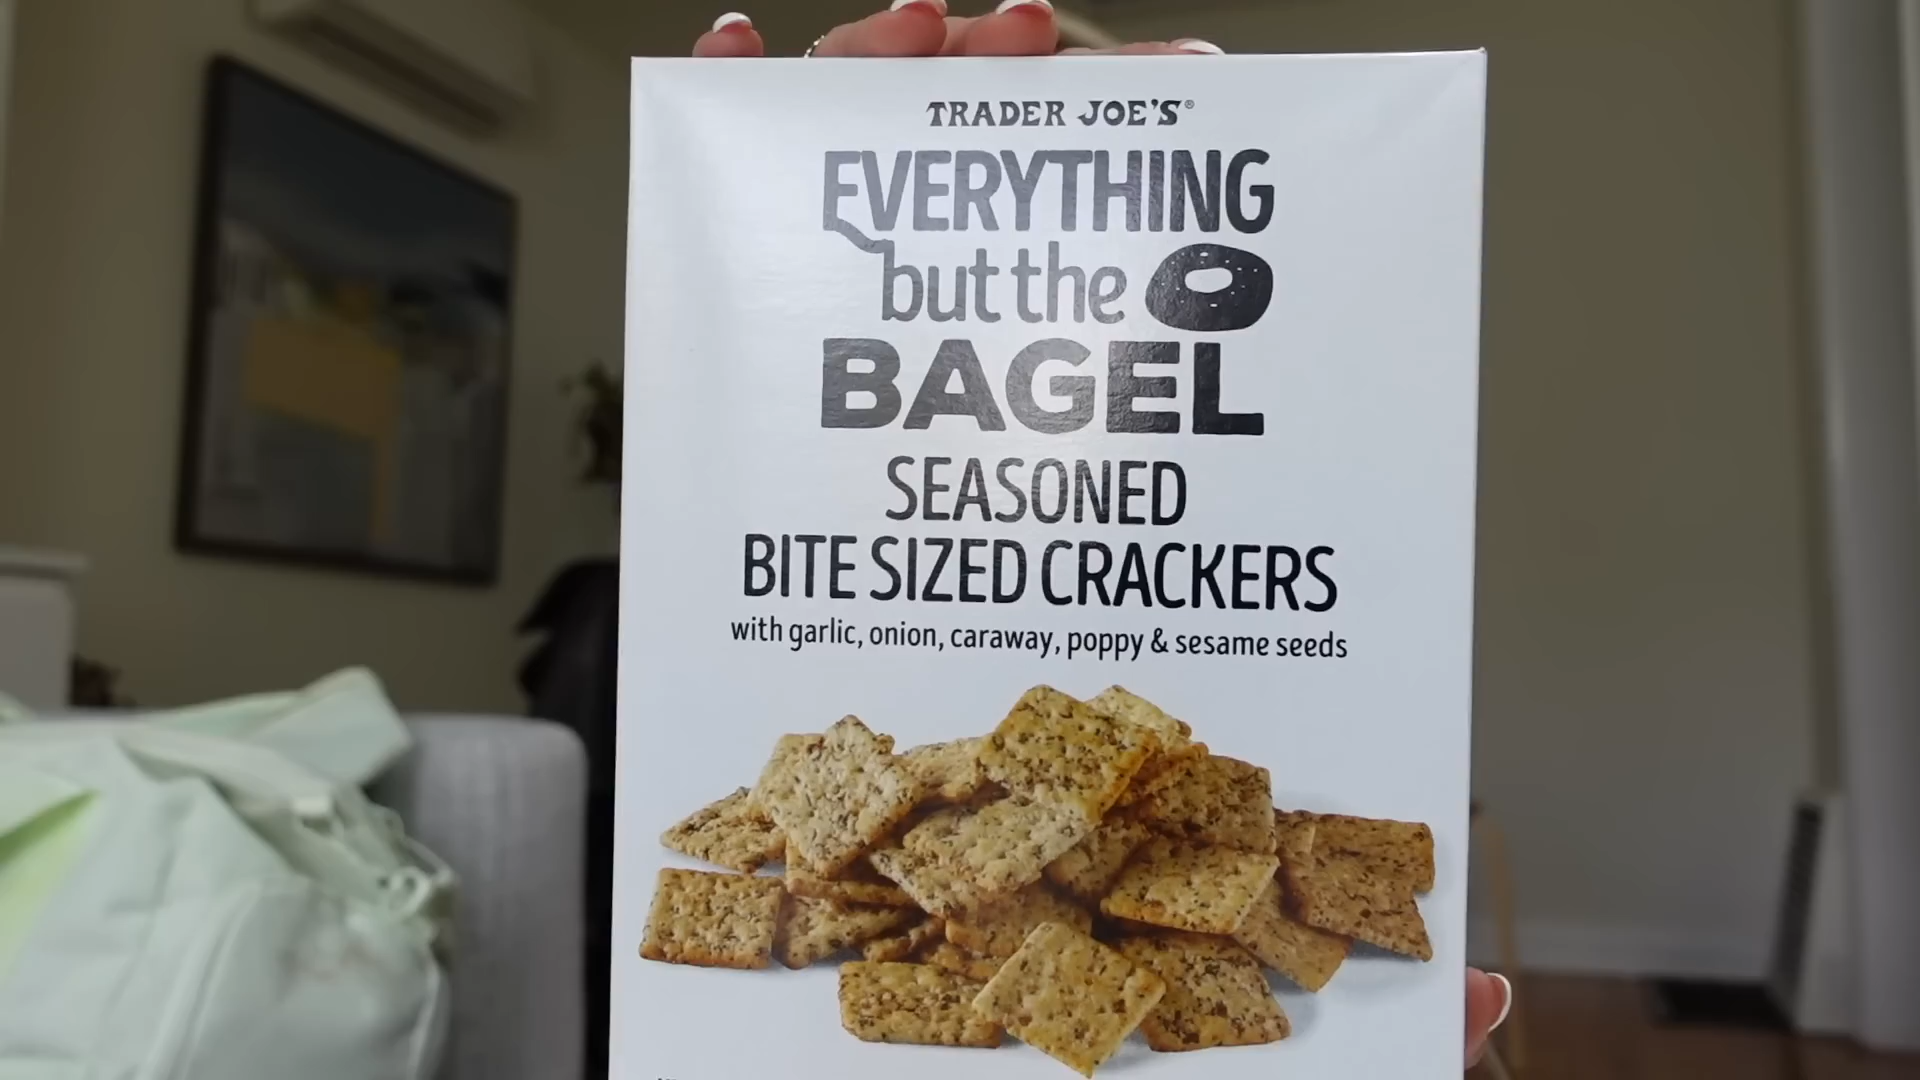 TRADER JOE'S®
EVERYTHING
but the
BAGEL
SEASONED
BITE SIZED CRACKERS
with garlic, onion, caraway, poppy & sesame seeds